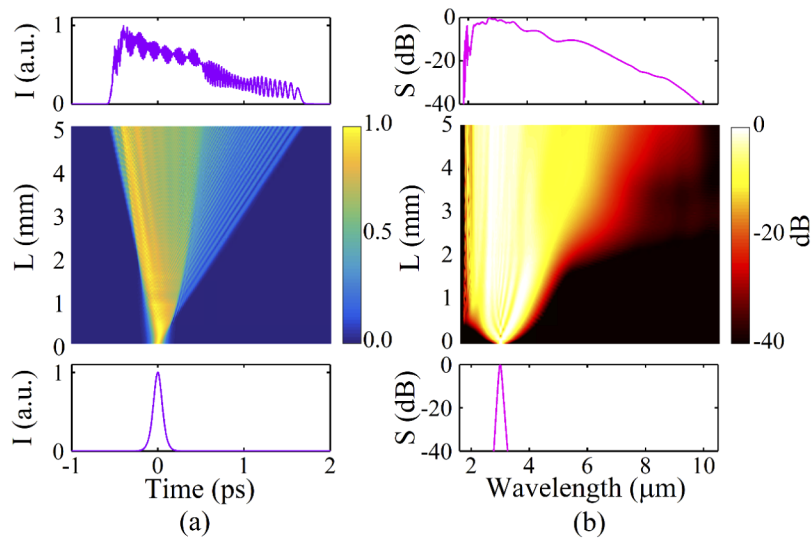 I (a.u.)
1
0
S (dB)
0
-20
-40
L (mm)
5
4
3
2
1
0
1.0
0.5
0.0
L (mm)
5
4
3
2
1
0
0
-20
-40
dB
I (a.u.)
1
0
-1 0 1 2
Time (ps)
(a)
S (dB)
0
-20
-40
2 4 6 8 10
Wavelength (μm)
(b)